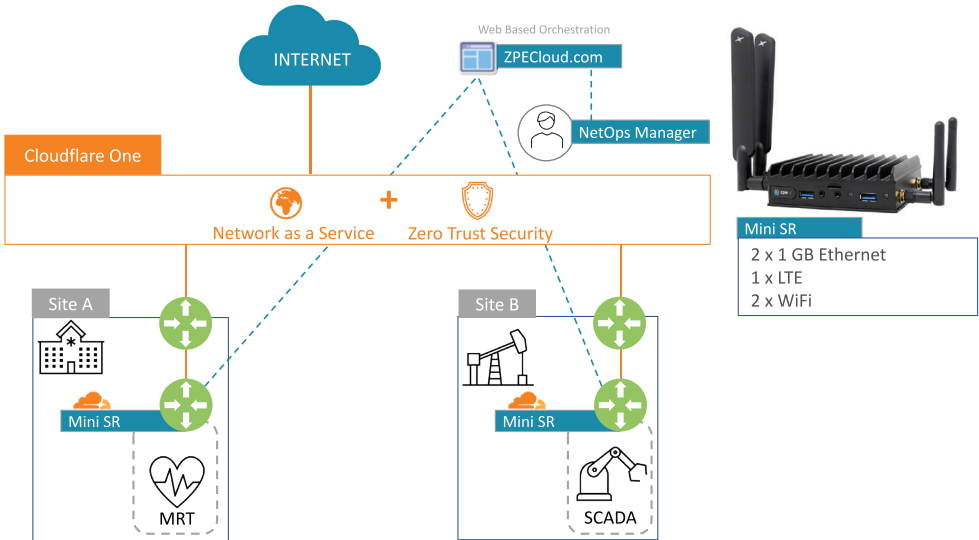 Web Based Orchestration
INTERNET
ZPECloud.com
NetOps Manager
Cloudflare One
Network as a Service
+
Zero Trust Security
Mini SR
2 x 1 GB Ethernet
1 x LTE
2 x WiFi
Site A
Mini SR
MRT
Site B
Mini SR
SCADA